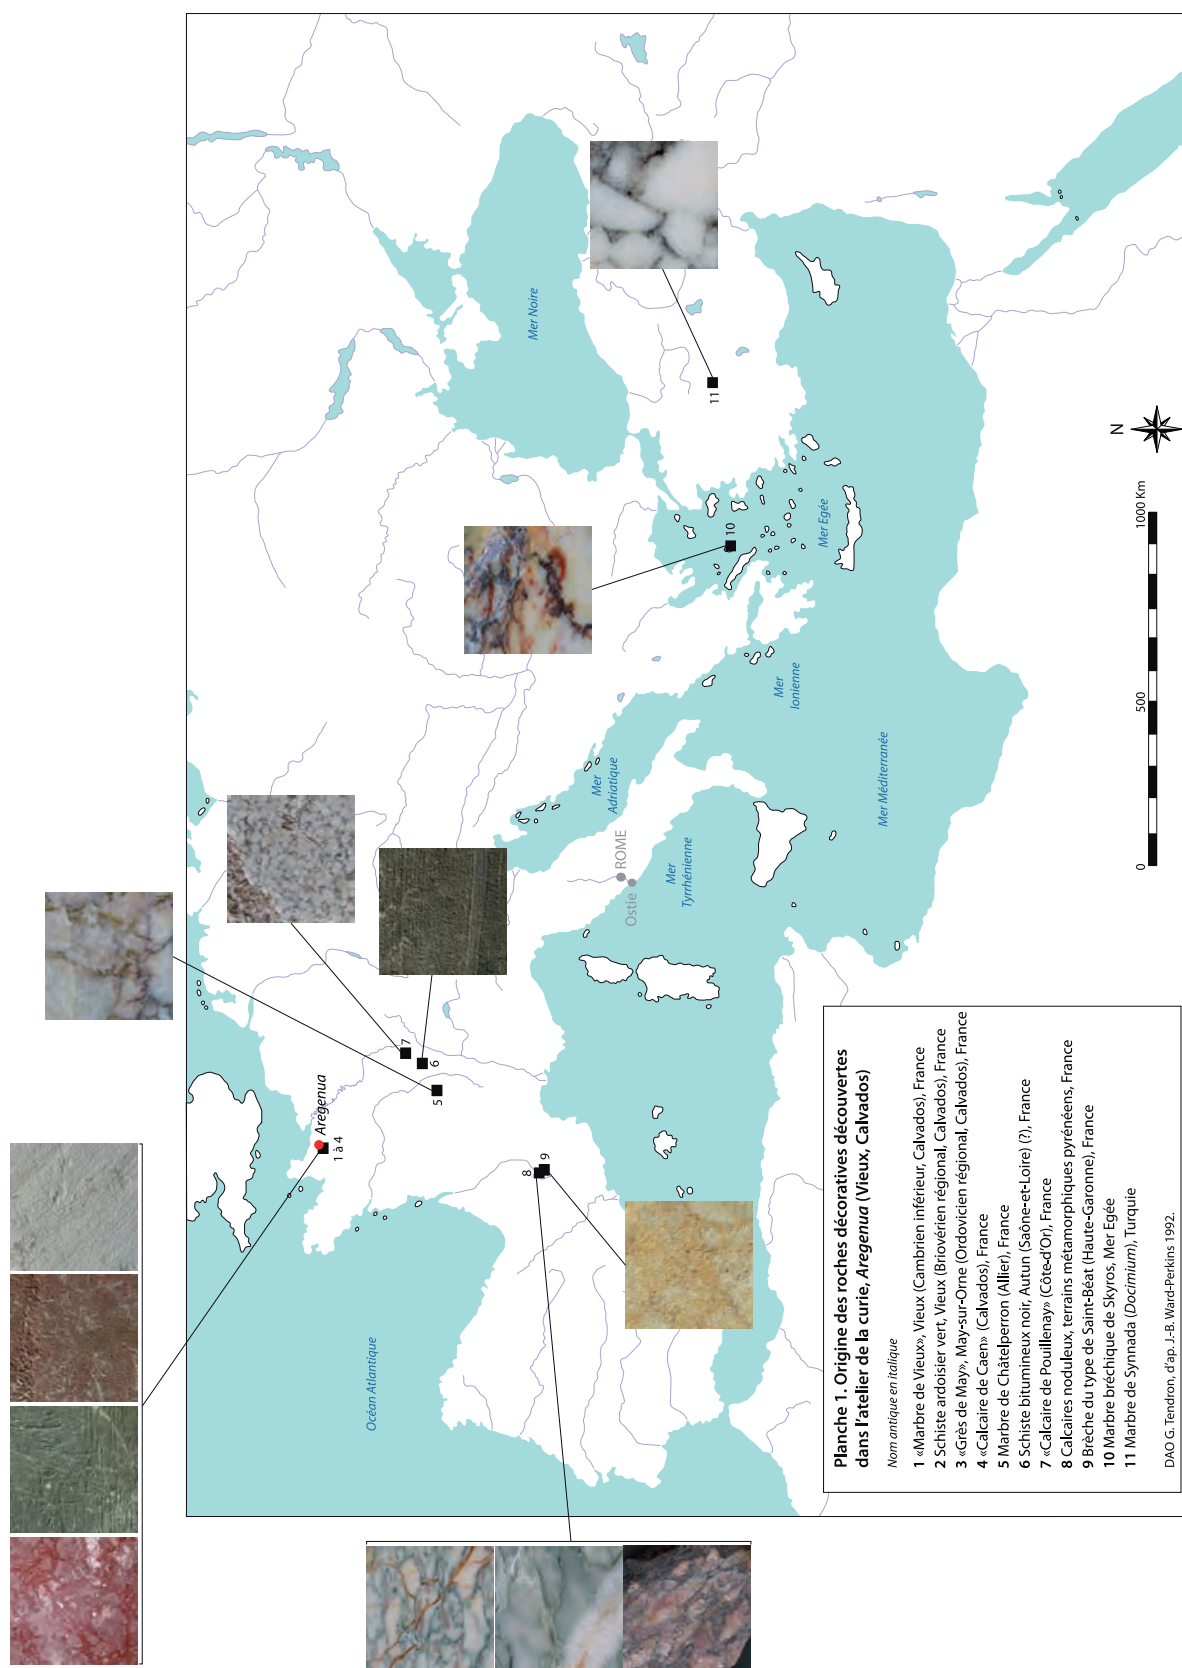 Mer Noire
11
10
Mer Egée
Mer
Ionienne
Mer
Adriatique
Mer Méditerranée
ROME
Ostie
Mer
Tyrrhénienne
Aregenua
1 à 4
7
6
5
8
9
Océan Atlantique
N
0
500
1000 Km
Planche 1. Origine des roches décoratives découvertes
dans l'atelier de la curie, Aregenua (Vieux, Calvados)
Nom antique en italique
1 «Marbre de Vieux», Vieux (Cambrien inférieur, Calvados), France
2 Schiste ardoisier vert, Vieux (Briovérien régional, Calvados), France
3 «Grès de May», May-sur-Orne (Ordovicien régional, Calvados), France
4 «Calcaire de Caen» (Calvados), France
5 Marbre de Châtelperron (Allier), France
6 Schiste bitumineux noir, Autun (Saône-et-Loire) (?), France
7 «Calcaire de Pouillenay» (Côte-d'Or), France
8 Calcaires noduleux, terrains métamorphiques pyrénéens, France
9 Brèche du type de Saint-Béat (Haute-Garonne), France
10 Marbre bréchique de Skyros, Mer Egée
11 Marbre de Synnada (Docimium), Turquie
DAO G. Tendron, d'ap. J.-B. Ward-Perkins 1992.